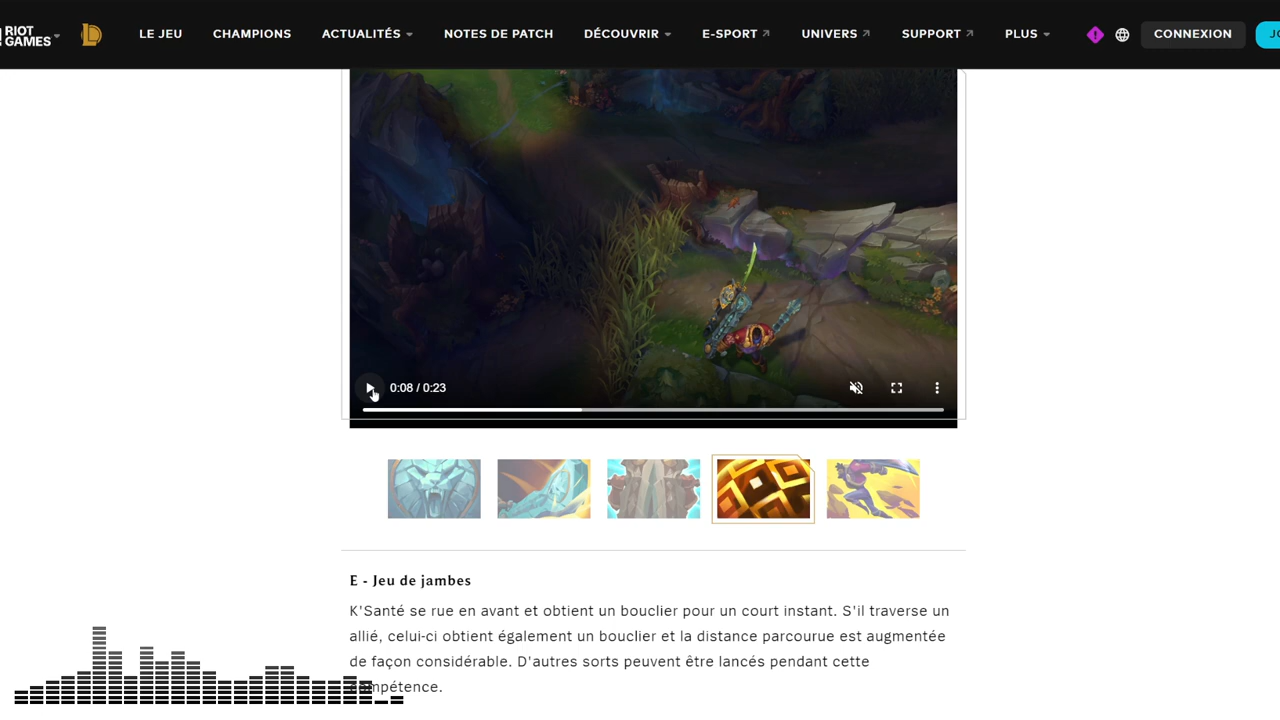 RIOT GAMES
LE JEU CHAMPIONS ACTUALITÉS NOTES DE PATCH DÉCOUVRIR E-SPORT UNIVERS SUPPORT PLUS CONNEXION
0:08 / 0:23
E - Jeu de jambes
K'Santé se rue en avant et obtient un bouclier pour un court instant. S'il traverse un
allié, celui-ci obtient également un bouclier et la distance parcourue est augmentée
de façon considérable. D'autres sorts peuvent être lancés pendant cette
compétence.